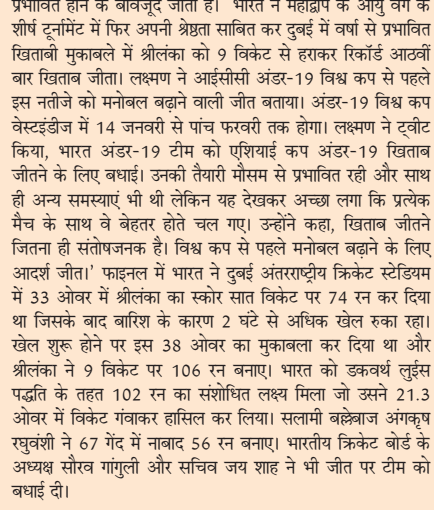 प्रभावित होने के बावजूद जीता है। भारत ने महाद्वीप के आयु वर्ग के
शीर्ष टूर्नामेंट में फिर अपनी श्रेष्ठता साबित कर दुबई में वर्षा से प्रभावित
खिताबी मुकाबले में श्रीलंका को 9 विकेट से हराकर रिकॉर्ड आठवीं
बार खिताब जीता। लक्ष्मण ने आईसीसी अंडर-19 विश्व कप से पहले
इस नतीजे को मनोबल बढ़ाने वाली जीत बताया। अंडर-19 विश्व कप
वेस्टइंडीज में 14 जनवरी से पांच फरवरी तक होगा। लक्ष्मण ने ट्वीट
किया, भारत अंडर-19 टीम को एशियाई कप अंडर-19 खिताब
जीतने के लिए बधाई। उनकी तैयारी मौसम से प्रभावित रही और साथ
ही अन्य समस्याएं भी थी लेकिन यह देखकर अच्छा लगा कि प्रत्येक
मैच के साथ वे बेहतर होते चल गए। उन्होंने कहा, खिताब जीतने
जितना ही संतोषजनक है। विश्व कप से पहले मनोबल बढ़ाने के लिए
आदर्श जीत।’ फाइनल में भारत ने दुबई अंतरराष्ट्रीय क्रिकेट स्टेडियम
में 33 ओवर में श्रीलंका का स्कोर सात विकेट पर 74 रन कर दिया
था जिसके बाद बारिश के कारण 2 घंटे से अधिक खेल रुका रहा।
खेल शुरू होने पर इस 38 ओवर का मुकाबला कर दिया था और
श्रीलंका ने 9 विकेट पर 106 रन बनाए। भारत को डकवर्थ लुईस
पद्धति के तहत 102 रन का संशोधित लक्ष्य मिला जो उसने 21.3
ओवर में विकेट गंवाकर हासिल कर लिया। सलामी बल्लेबाज अंगकृष
रघुवंशी ने 67 गेंद में नाबाद 56 रन बनाए। भारतीय क्रिकेट बोर्ड के
अध्यक्ष सौरव गांगुली और सचिव जय शाह ने भी जीत पर टीम को
बधाई दी।